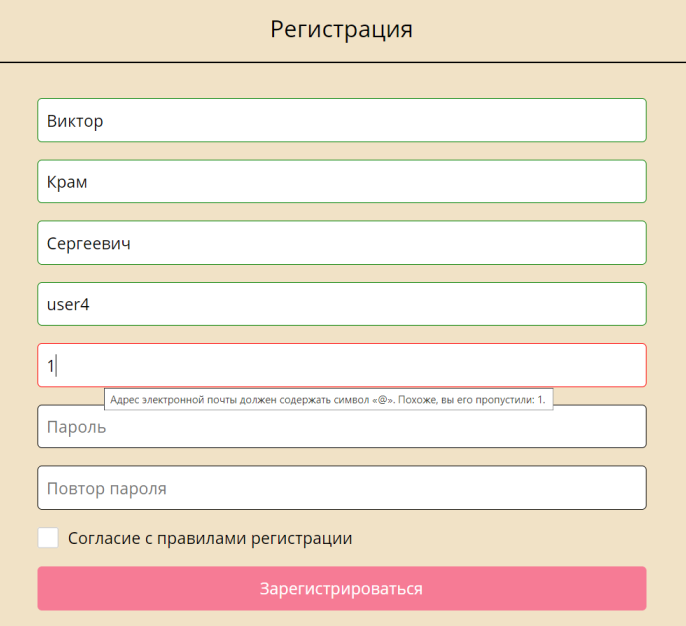 Регистрация
Виктор
Крам
Сергеевич
user4
1
Адрес электронной почты должен содержать символ «@». Похоже, вы его пропустили: 1.
Пароль
Повтор пароля
Согласие с правилами регистрации
Зарегистрироваться